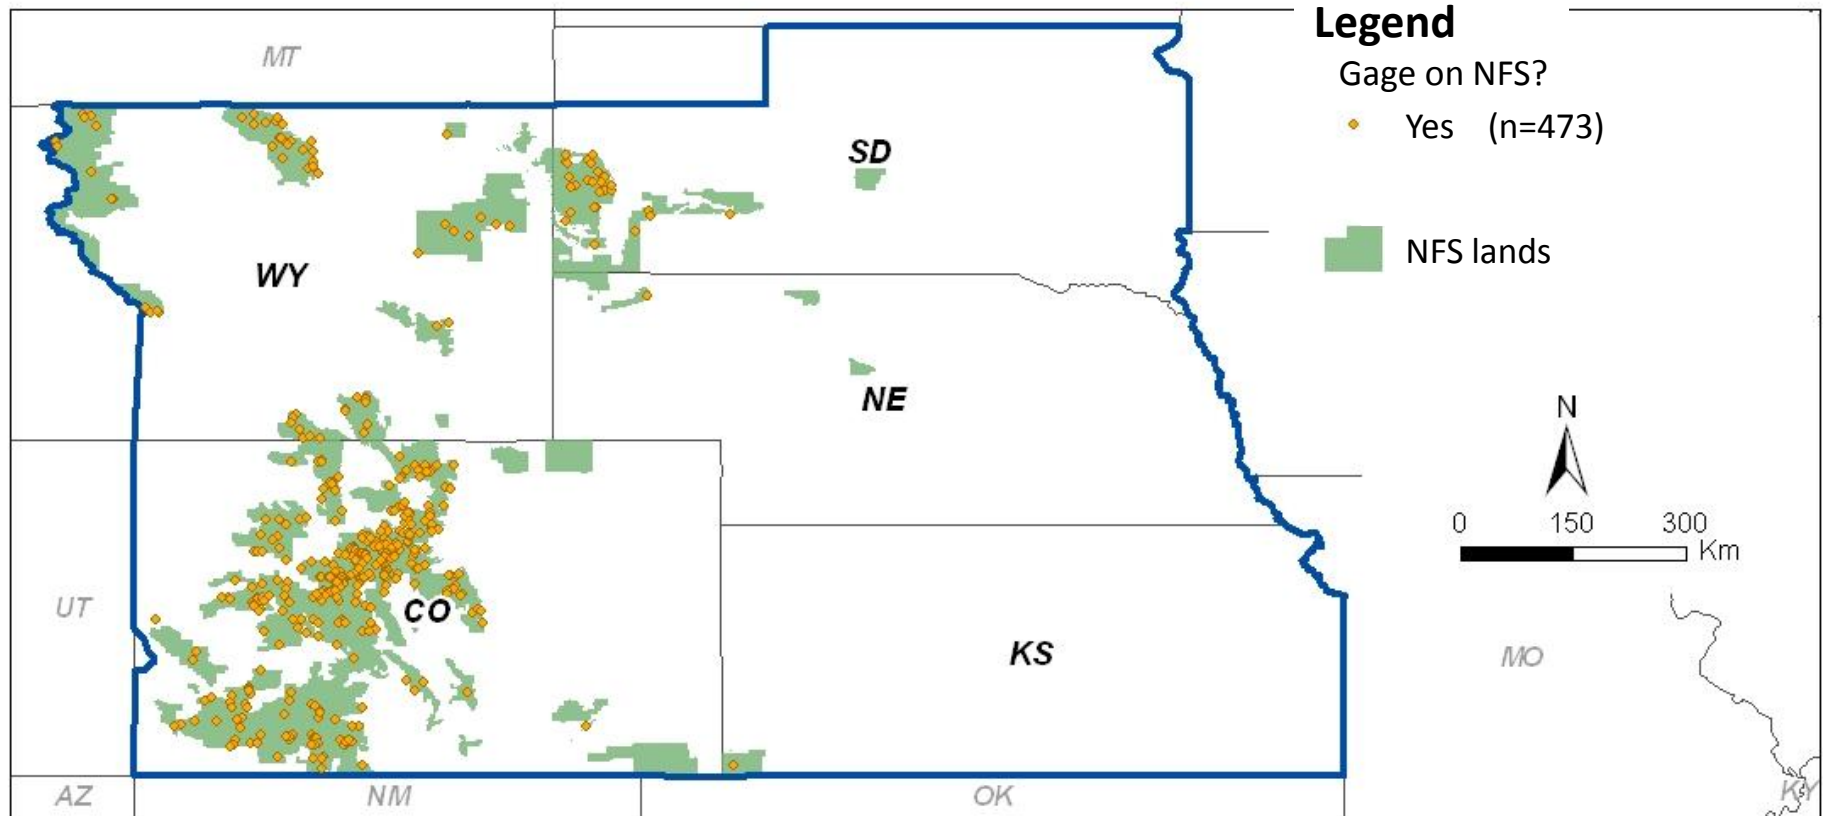 Legend
Gage on NFS?
Yes (n=473)
NFS lands
MT
SD
WY
NE
N
0 150 300
Km
CO
UT
KS
MO
AZ
NM
OK
KY